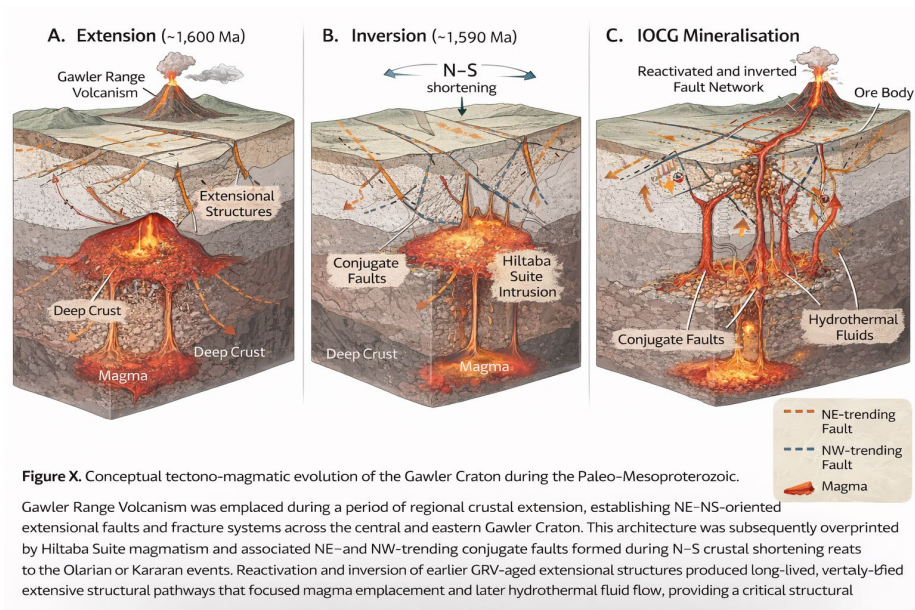 A. Extension (~1,600 Ma)
Gawler Range
Volcanism
Extensional
Structures
Deep Crust
Deep Crust
Magma
B. Inversion (~1,590 Ma)
N–S
shortening
Conjugate
Faults
Hiltaba
Suite
Intrusion
Deep Crust
Magma
C. IOCG Mineralisation
Reactivated and inverted
Fault Network
Ore Body
Conjugate Faults
Hydrothermal
Fluids
NE-trending
Fault
NW-trending
Fault
Magma
Figure X. Conceptual tectono-magmatic evolution of the Gawler Craton during the Paleo-Mesoproterozoic.
Gawler Range Volcanism was emplaced during a period of regional crustal extension, establishing NE-NS-oriented
extensional faults and fracture systems across the central and eastern Gawler Craton. This architecture was subsequently overprinted
by Hiltaba Suite magmatism and associated NE–and NW-trending conjugate faults formed during N–S crustal shortening reats
to the Olarian or Kararan events. Reactivation and inversion of earlier GRV-aged extensional structures produced long-lived,
extensive structural pathways that focused magma emplacement and later hydrothermal fluid flow, providing a critical structural